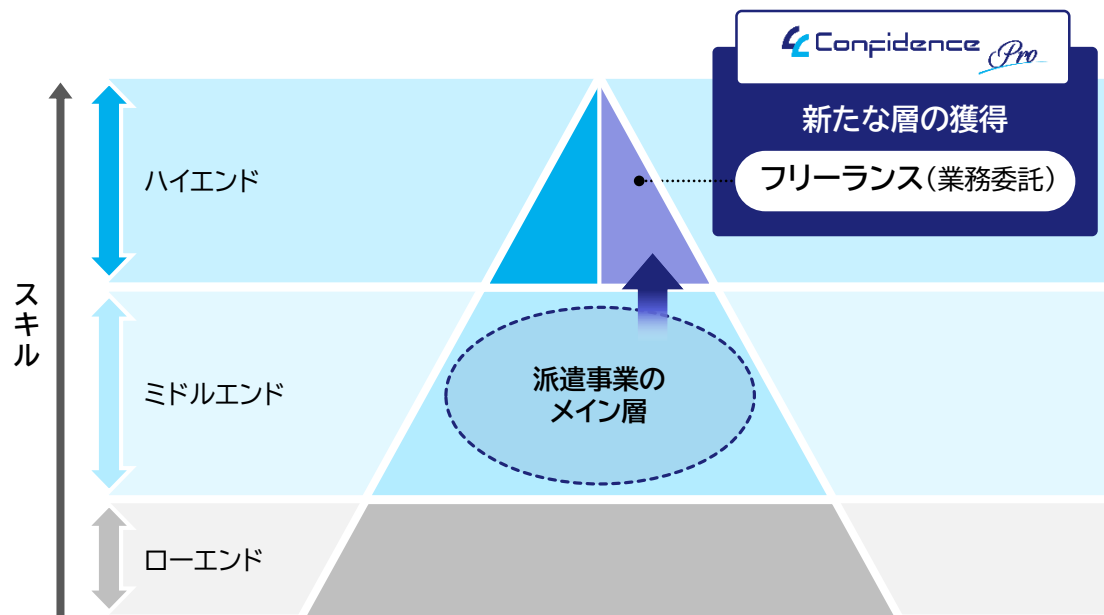 Confidence Pro
新たな層の獲得
フリーランス（業務委託）
スキル
ハイエンド
ミドルエンド
派遣事業の
メイン層
ローエンド